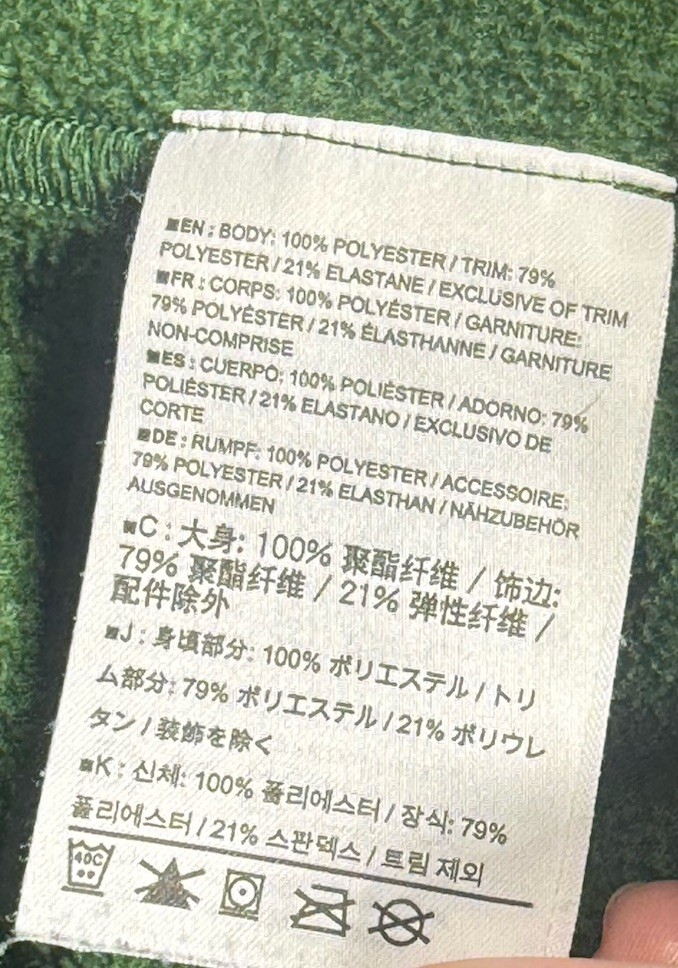 ■EN : BODY: 100% POLYESTER / TRIM: 79%
POLYESTER / 21% ELASTANE / EXCLUSIVE OF TRIM
■FR : CORPS: 100% POLYESTER / GARNITURE:
79% POLYESTER / 21% ÉLASTHANNE / GARNITURE
NON-COMPRISE
■ES : CUERPO: 100% POLIÉSTER / ADORNO: 79%
POLIÉSTER / 21% ELASTANO / EXCLUSIVO DE
CORTE
■DE : RUMPF: 100% POLYESTER / ACCESSOIRE:
79% POLYESTER / 21% ELASTHAN / NÄHZUBEHÖR
AUSGENOMMEN
■C : 大身: 100% 聚酯纤维 / 饰边:
79% 聚酯纤维 / 21% 弹性纤维 /
配件除外
■J : 身頃部分: 100% ポリエステル / トリ
ム部分: 79% ポリエステル / 21% ポリウレ
タン / 装飾を除く
■K : 신체: 100% 폴리에스터 / 장식: 79%
폴리에스터 / 21% 스판덱스 / 트림 제외
40C